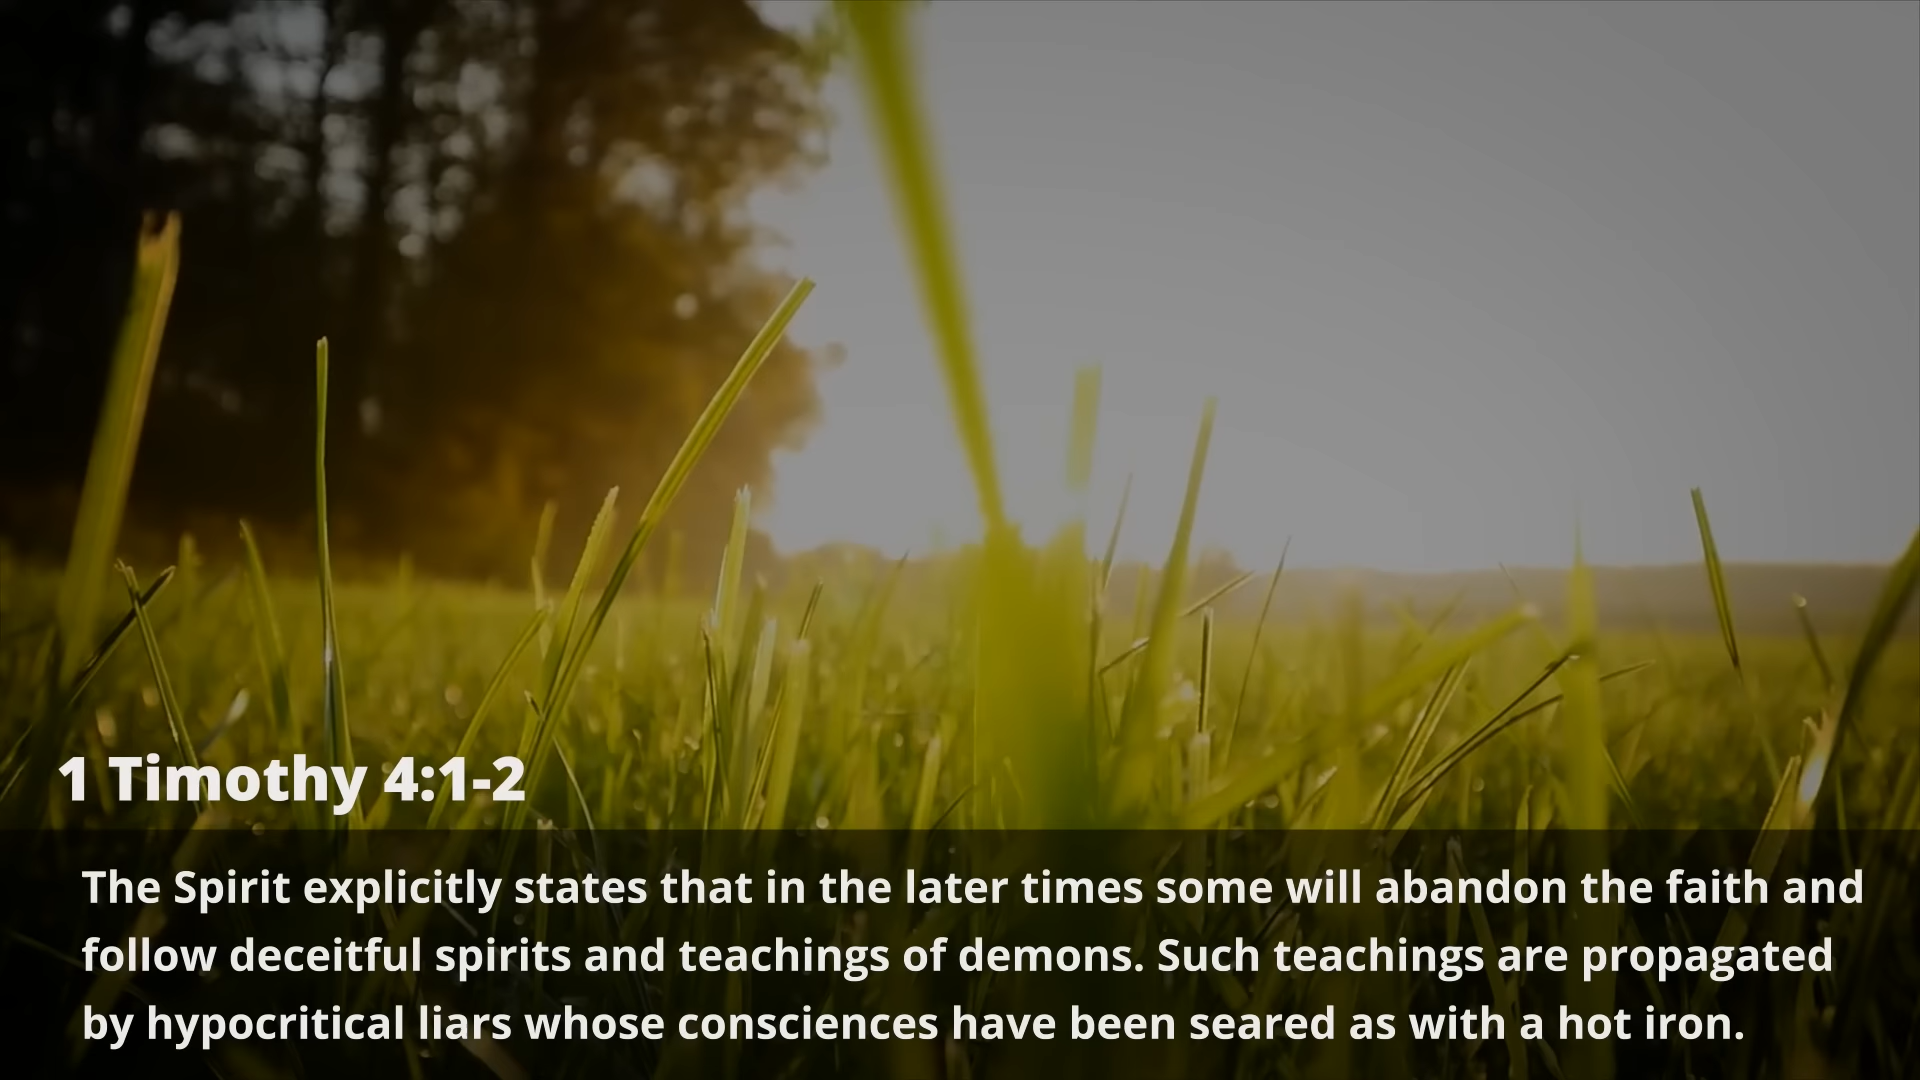 1 Timothy 4:1-2
The Spirit explicitly states that in the later times some will abandon the faith and
follow deceitful spirits and teachings of demons. Such teachings are propagated
by hypocritical liars whose consciences have been seared as with a hot iron.